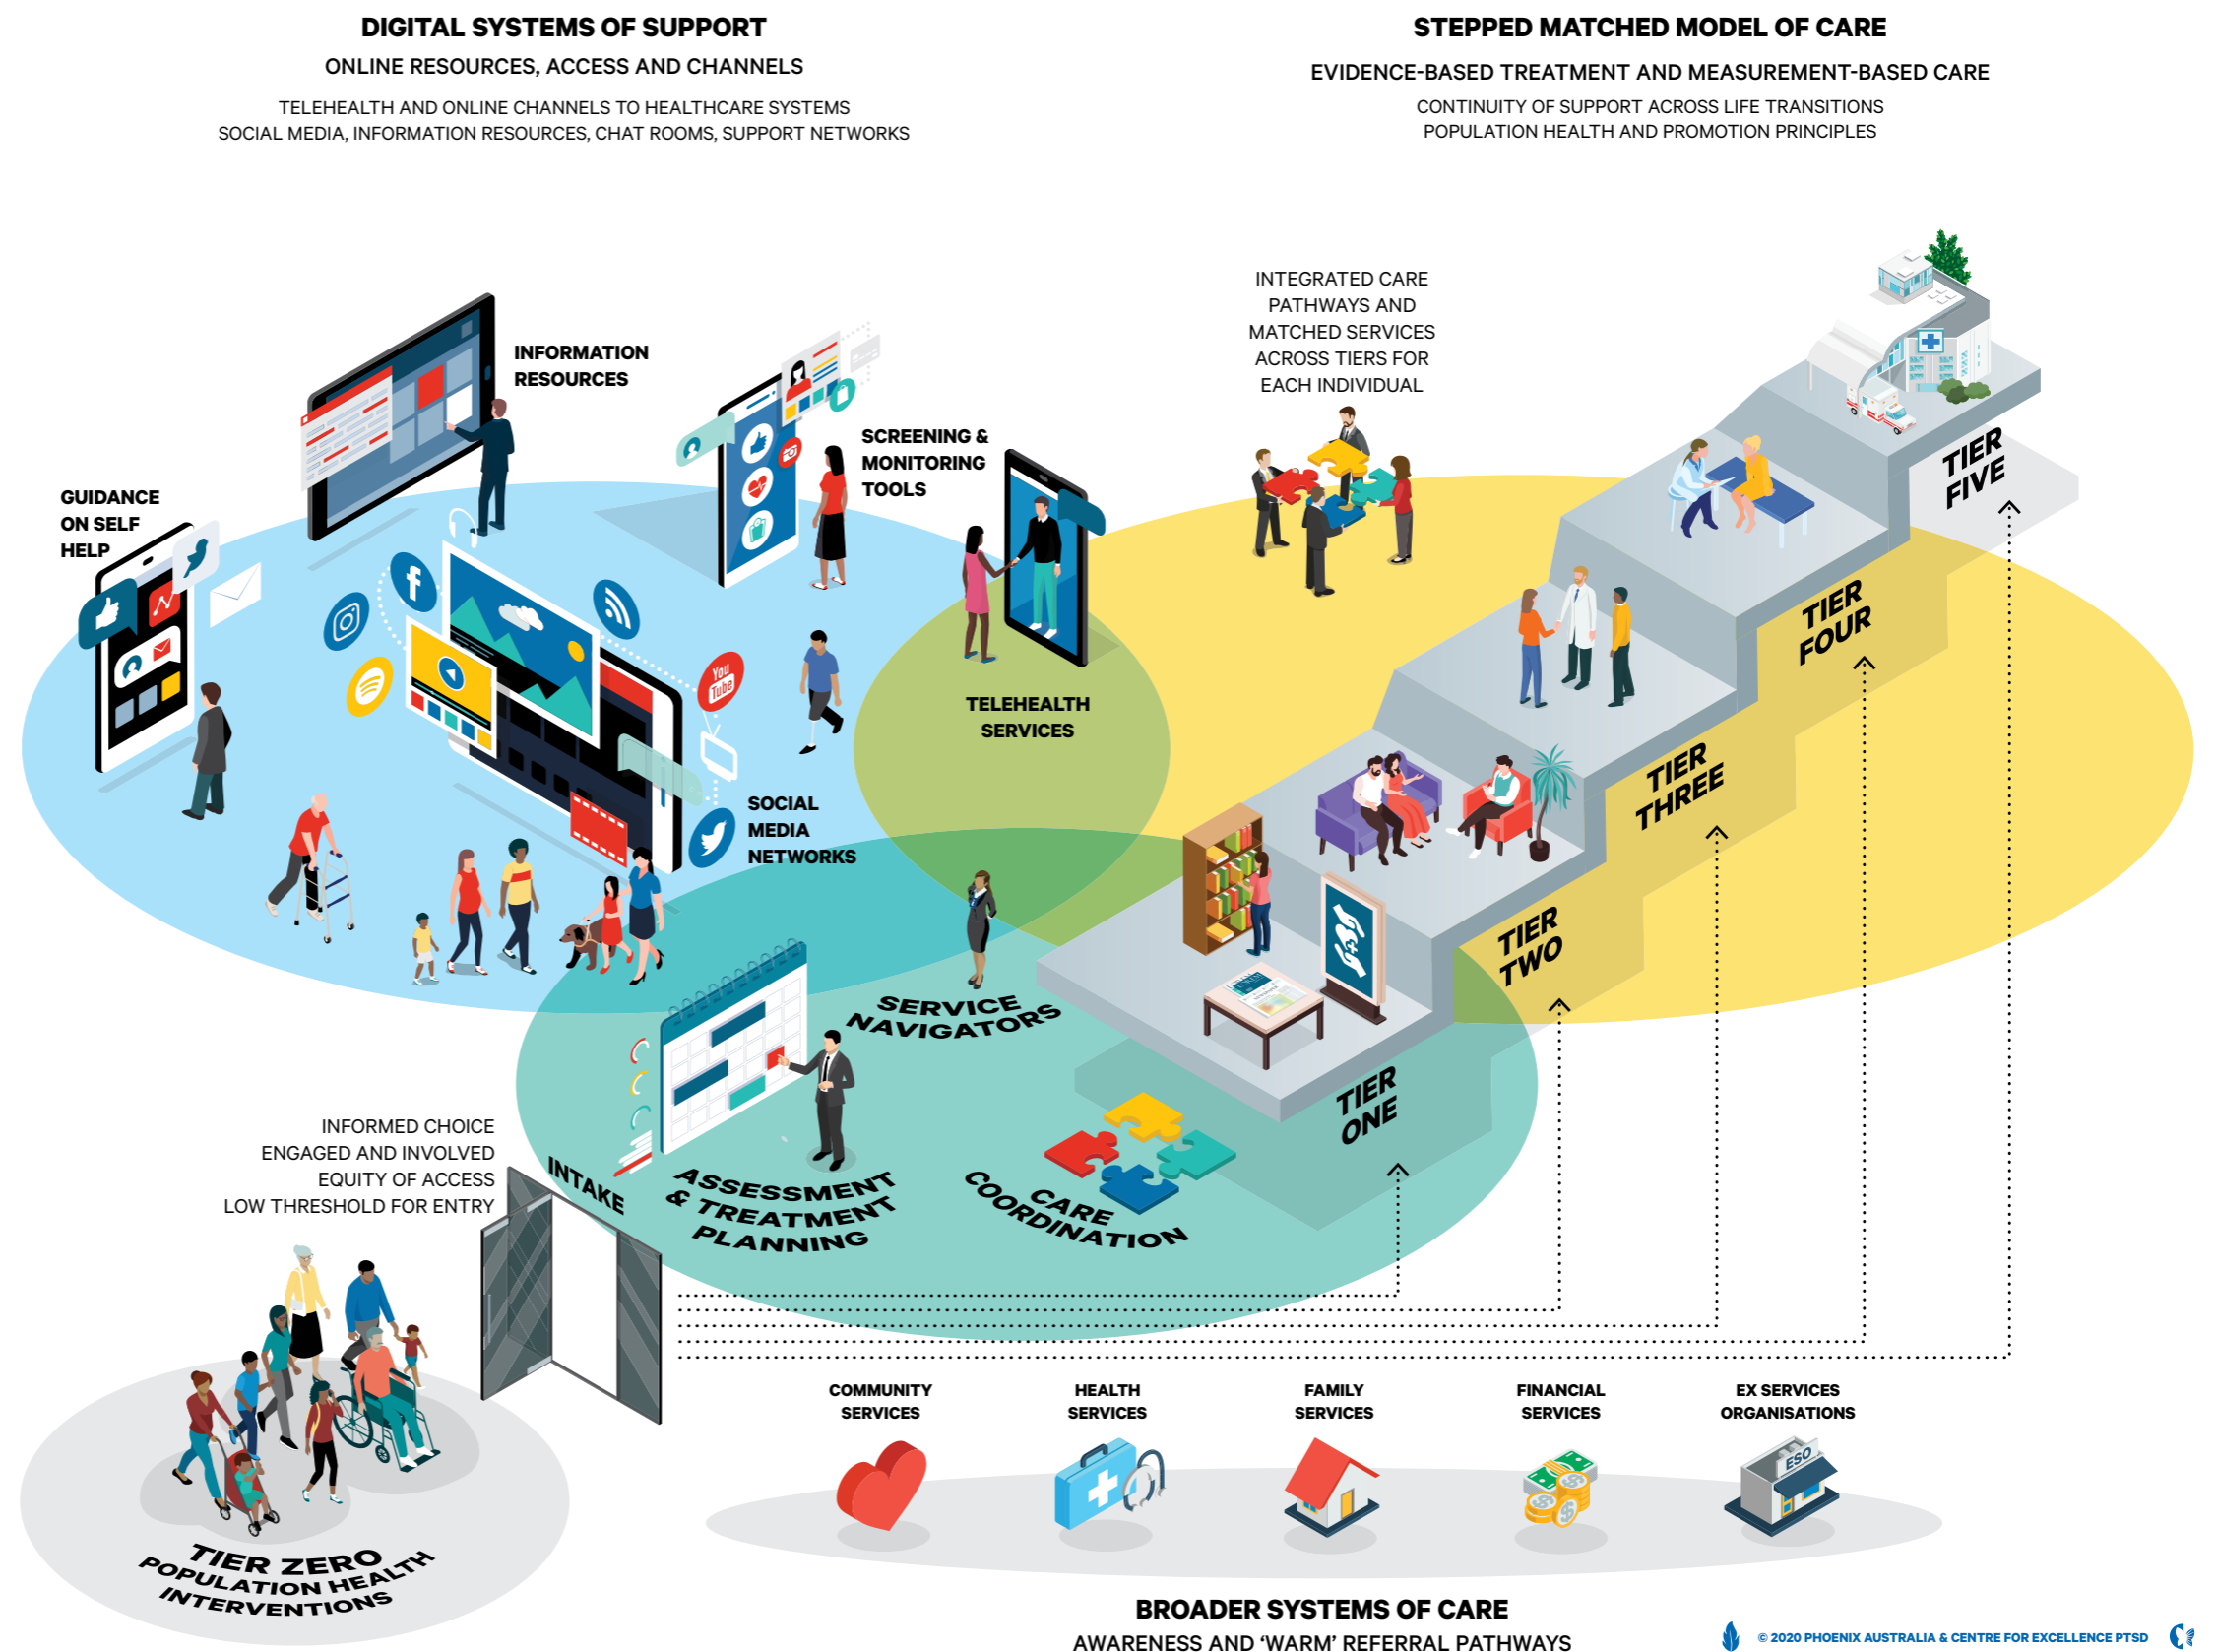 DIGITAL SYSTEMS OF SUPPORT
ONLINE RESOURCES, ACCESS AND CHANNELS
TELEHEALTH AND ONLINE CHANNELS TO HEALTHCARE SYSTEMS
SOCIAL MEDIA, INFORMATION RESOURCES, CHAT ROOMS, SUPPORT NETWORKS
STEPPED MATCHED MODEL OF CARE
EVIDENCE-BASED TREATMENT AND MEASUREMENT-BASED CARE
CONTINUITY OF SUPPORT ACROSS LIFE TRANSITIONS
POPULATION HEALTH AND PROMOTION PRINCIPLES
INTEGRATED CARE
PATHWAYS AND
MATCHED SERVICES
ACROSS TIERS FOR
EACH INDIVIDUAL
INFORMATION
RESOURCES
SCREENING &
MONITORING
TOOLS
GUIDANCE
ON SELF
HELP
You
Tube
TELEHEALTH
SERVICES
SOCIAL
MEDIA
NETWORKS
TIER
FIVE
TIER
FOUR
TIER
THREE
TIER
TWO
TIER
ONE
SERVICE
NAVIGATORS
INFORMED CHOICE
ENGAGED AND INVOLVED
EQUITY OF ACCESS
LOW THRESHOLD FOR ENTRY
INTAKE
ASSESSMENT
& TREATMENT
PLANNING
CARE
COORDINATION
COMMUNITY
SERVICES
HEALTH
SERVICES
FAMILY
SERVICES
FINANCIAL
SERVICES
EX SERVICES
ORGANISATIONS
ESO
TIER ZERO
POPULATION HEALTH
INTERVENTIONS
BROADER SYSTEMS OF CARE
AWARENESS AND ‘WARM’ REFERRAL PATHWAYS
© 2020 PHOENIX AUSTRALIA & CENTRE FOR EXCELLENCE PTSD